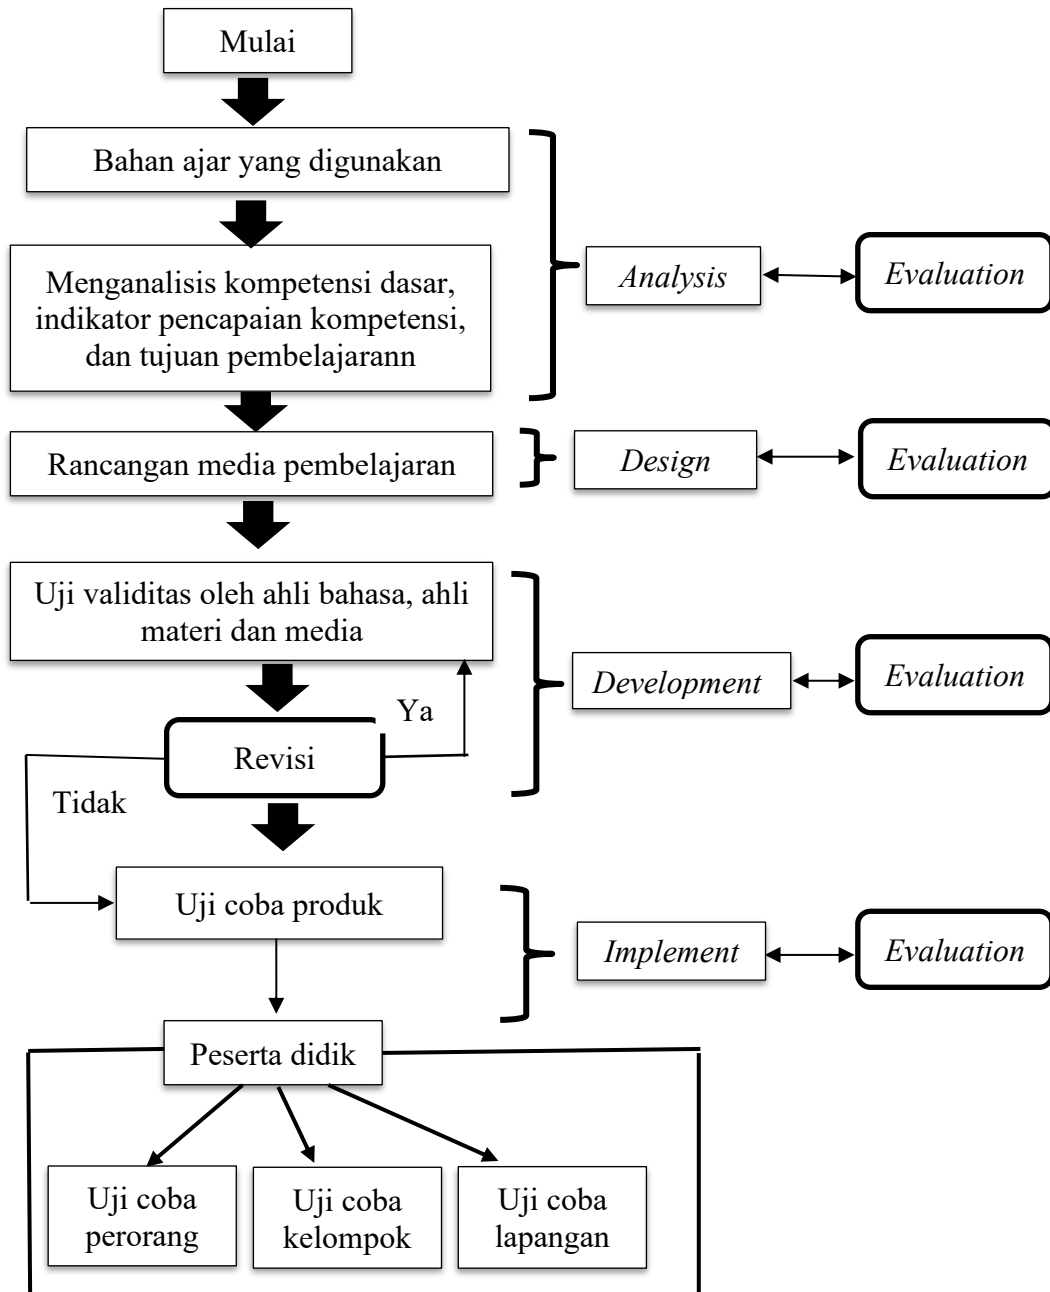 Mulai
Bahan ajar yang digunakan
Menganalisis kompetensi dasar,
indikator pencapaian kompetensi,
dan tujuan pembelajarann
Analysis
Evaluation
Rancangan media pembelajaran
Design
Evaluation
Uji validitas oleh ahli bahasa, ahli
materi dan media
Development
Evaluation
Ya
Revisi
Tidak
Uji coba produk
Implement
Evaluation
Peserta didik
Uji coba
perorang
Uji coba
kelompok
Uji coba
lapangan